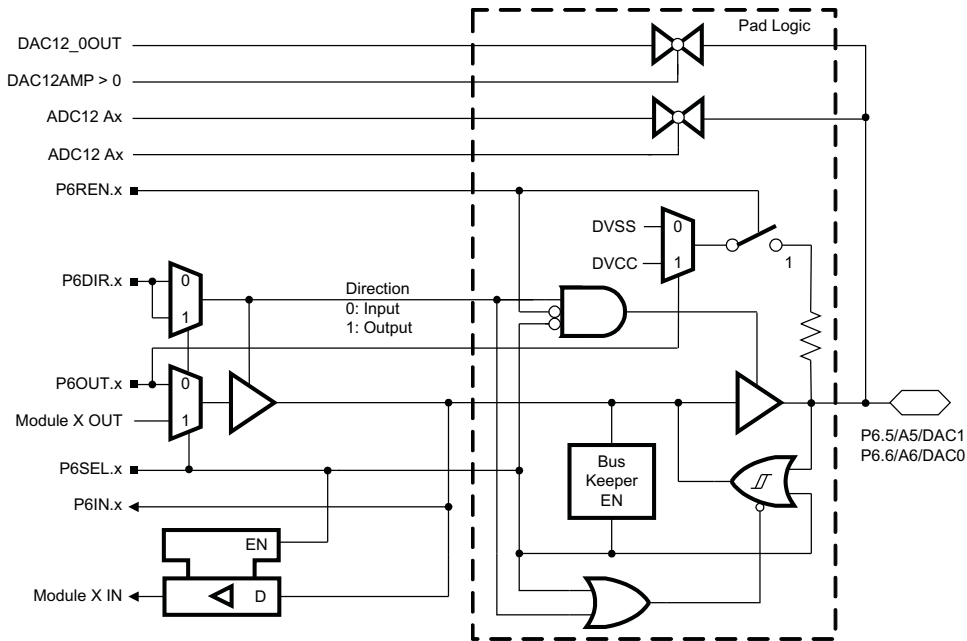 Pad Logic
DAC12_0OUT
DAC12AMP > 0
ADC12 Ax
ADC12 Ax
P6REN.x
DVSS
0
DVCC
1
1
P6DIR.x
0
1
Direction
0: Input
1: Output
P6OUT.x
0
Module X OUT
1
P6.5/A5/DAC1
P6.6/A6/DAC0
P6SEL.x
Bus
Keeper
EN
P6IN.x
EN
Module X IN
D